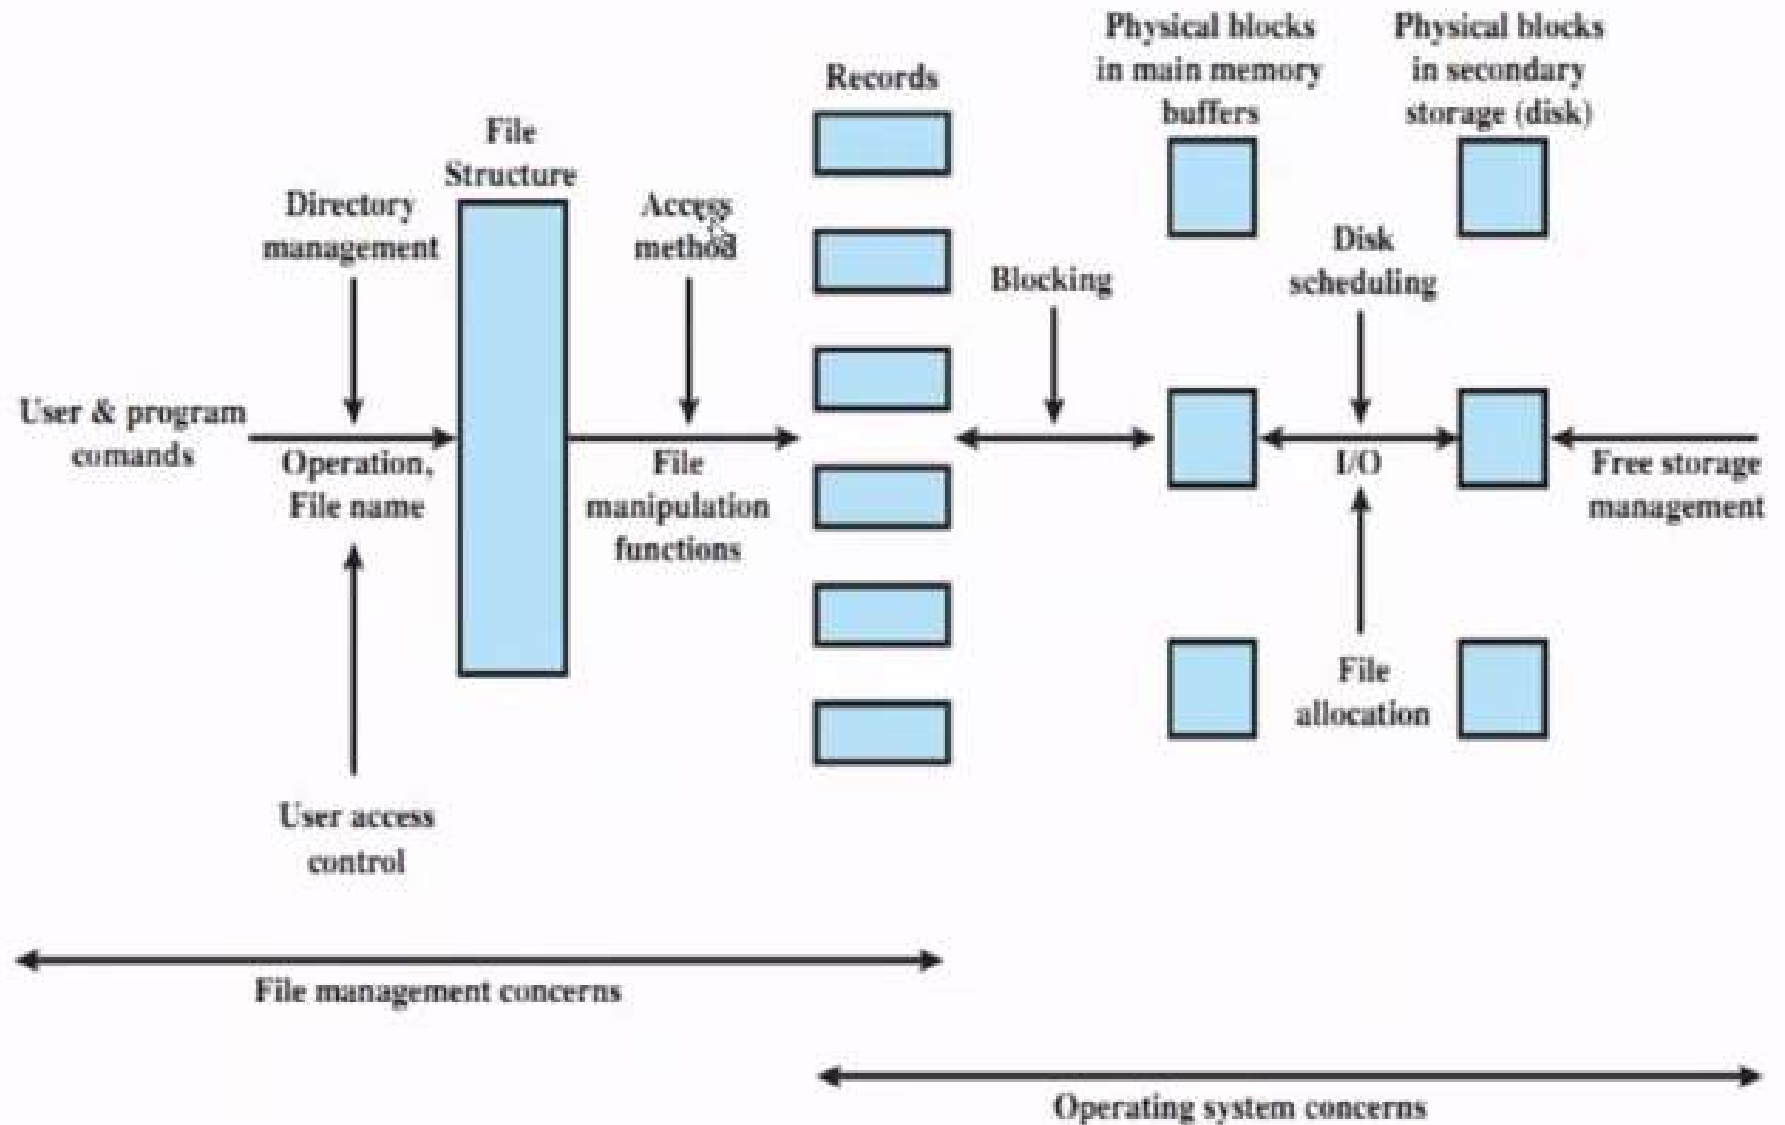 Physical blocks
in main memory
buffers
Physical blocks
in secondary
storage (disk)
Records
File
Structure
Directory
management
Access
method
Blocking
Disk
scheduling
User & program
comands
Operation,
File name
File
manipulation
functions
I/O
Free storage
management
File
allocation
User access
control
File management concerns
Operating system concerns